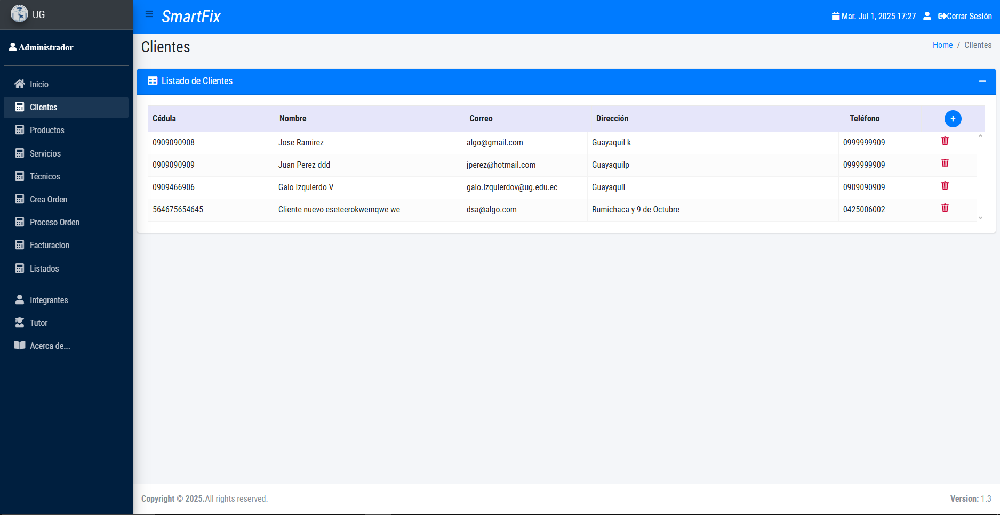 UG
SmartFix
Mar. Jul 1, 2025 17:27
Cerrar Sesión
Administrador
Inicio
Clientes
Productos
Servicios
Técnicos
Crea Orden
Proceso Orden
Facturacion
Listados
Integrantes
Tutor
Acerca de...
Clientes
Home / Clientes
Listado de Clientes
Cédula Nombre Correo Dirección Teléfono +
0909090908 Jose Ramirez algo@gmail.com Guayaquil k 0999999909
0909090909 Juan Perez ddd jperez@hotmail.com Guayaquilp 0999999909
0909466906 Galo Izquierdo V galo.izquierdov@ug.edu.ec Guayaquil 0909090909
564675654645 Cliente nuevo eseteerokwemqwe we dsa@algo.com Rumichaca y 9 de Octubre 0425006002
Copyright © 2025.All rights reserved.
Version: 1.3